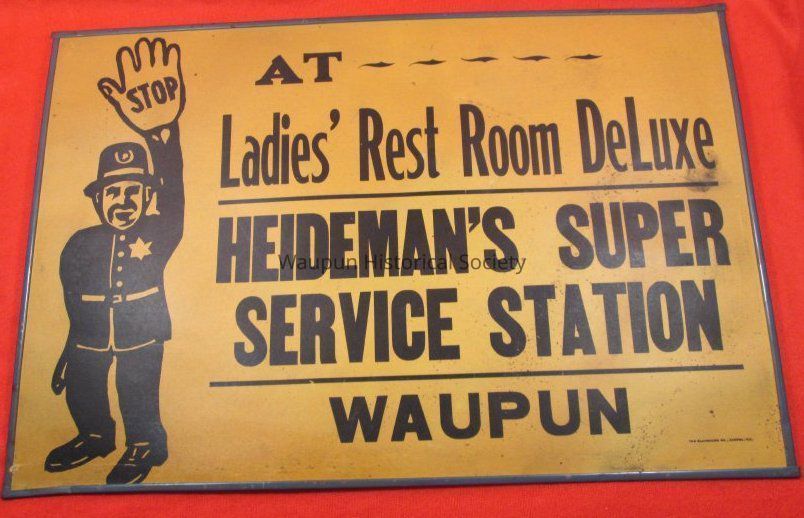 STOP
AT
Ladies' Rest Room DeLuxe
HEIDEMAN'S SUPER
Waupun Historical Society
SERVICE STATION
WAUPUN